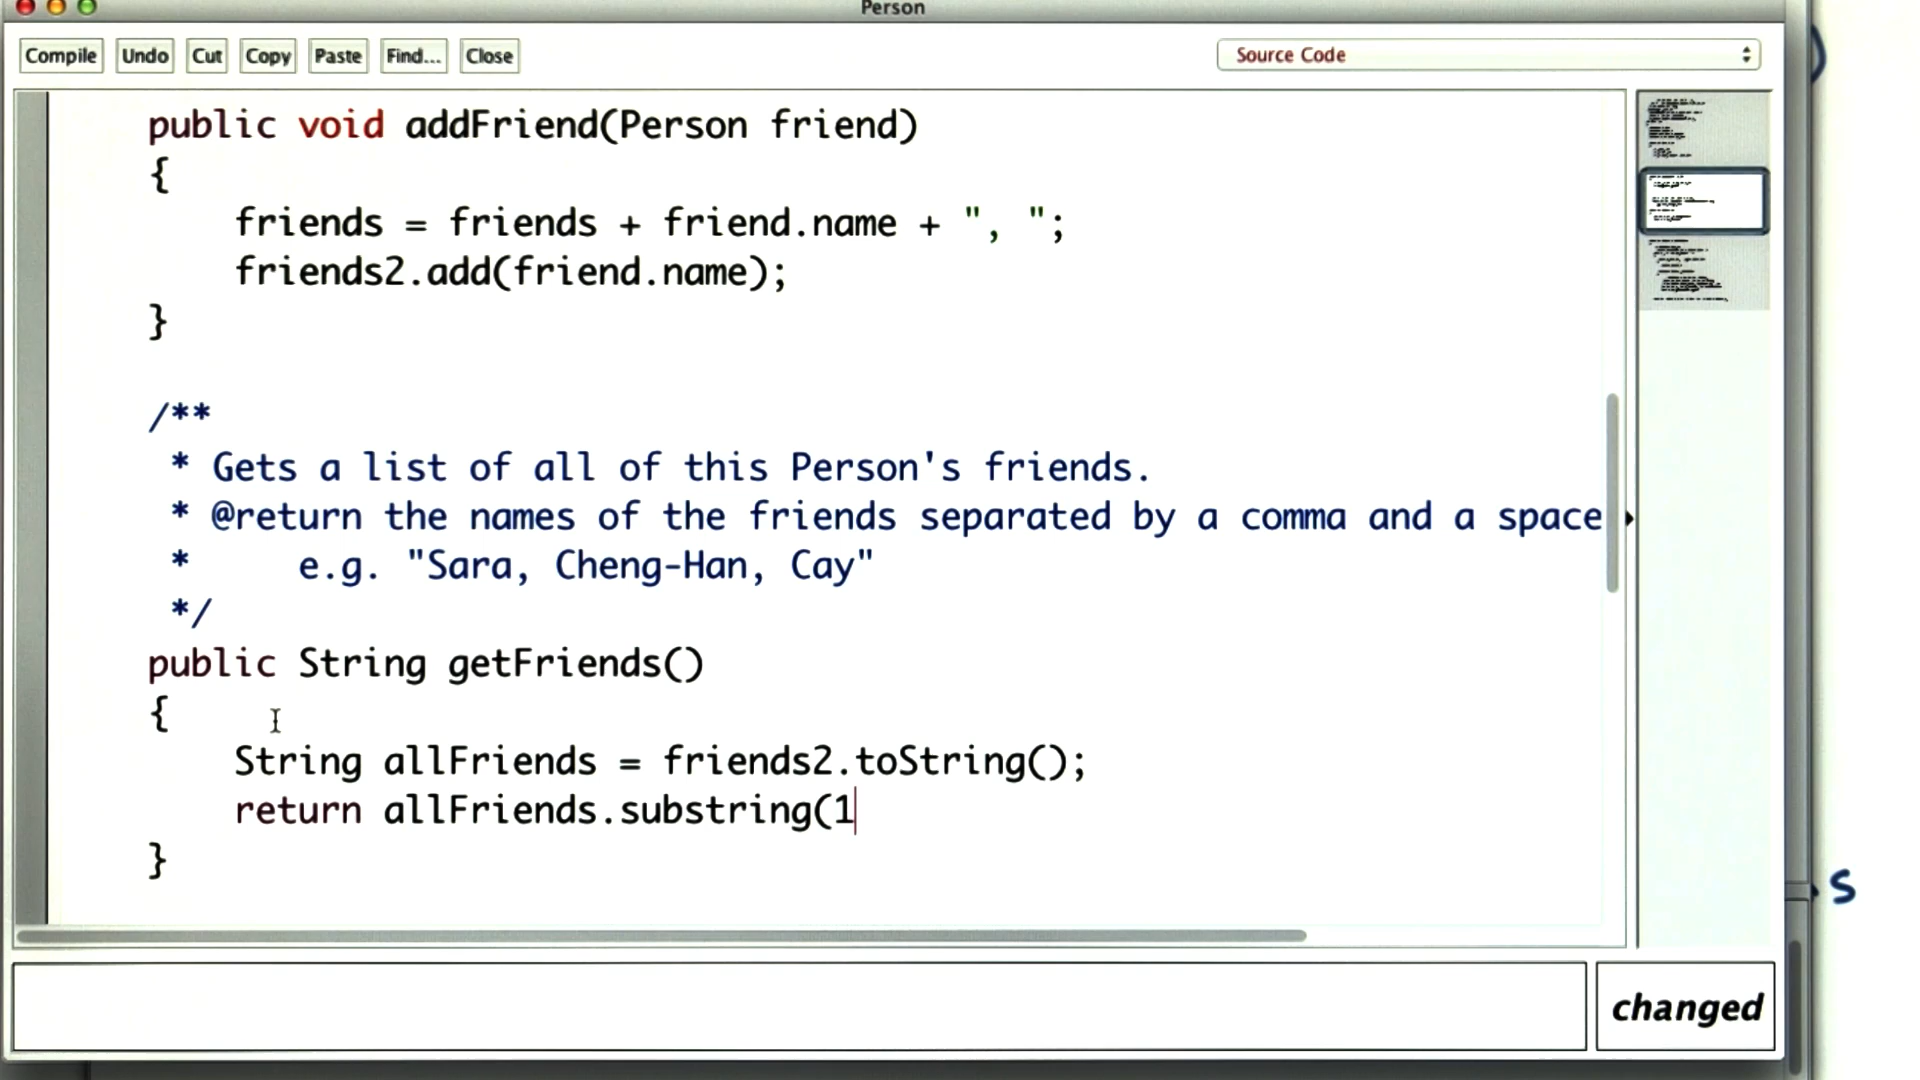 Person
Compile Undo Cut Copy Paste Find... Close Source Code
public void addFriend(Person friend)
{
friends = friends + friend.name + ", ";
friends2.add(friend.name);
}
/**
* Gets a list of all of this Person's friends.
* @return the names of the friends separated by a comma and a space
* e.g. "Sara, Cheng-Han, Cay"
*/
public String getFriends()
{
String allFriends = friends2.toString();
return allFriends.substring(1
}
s
changed